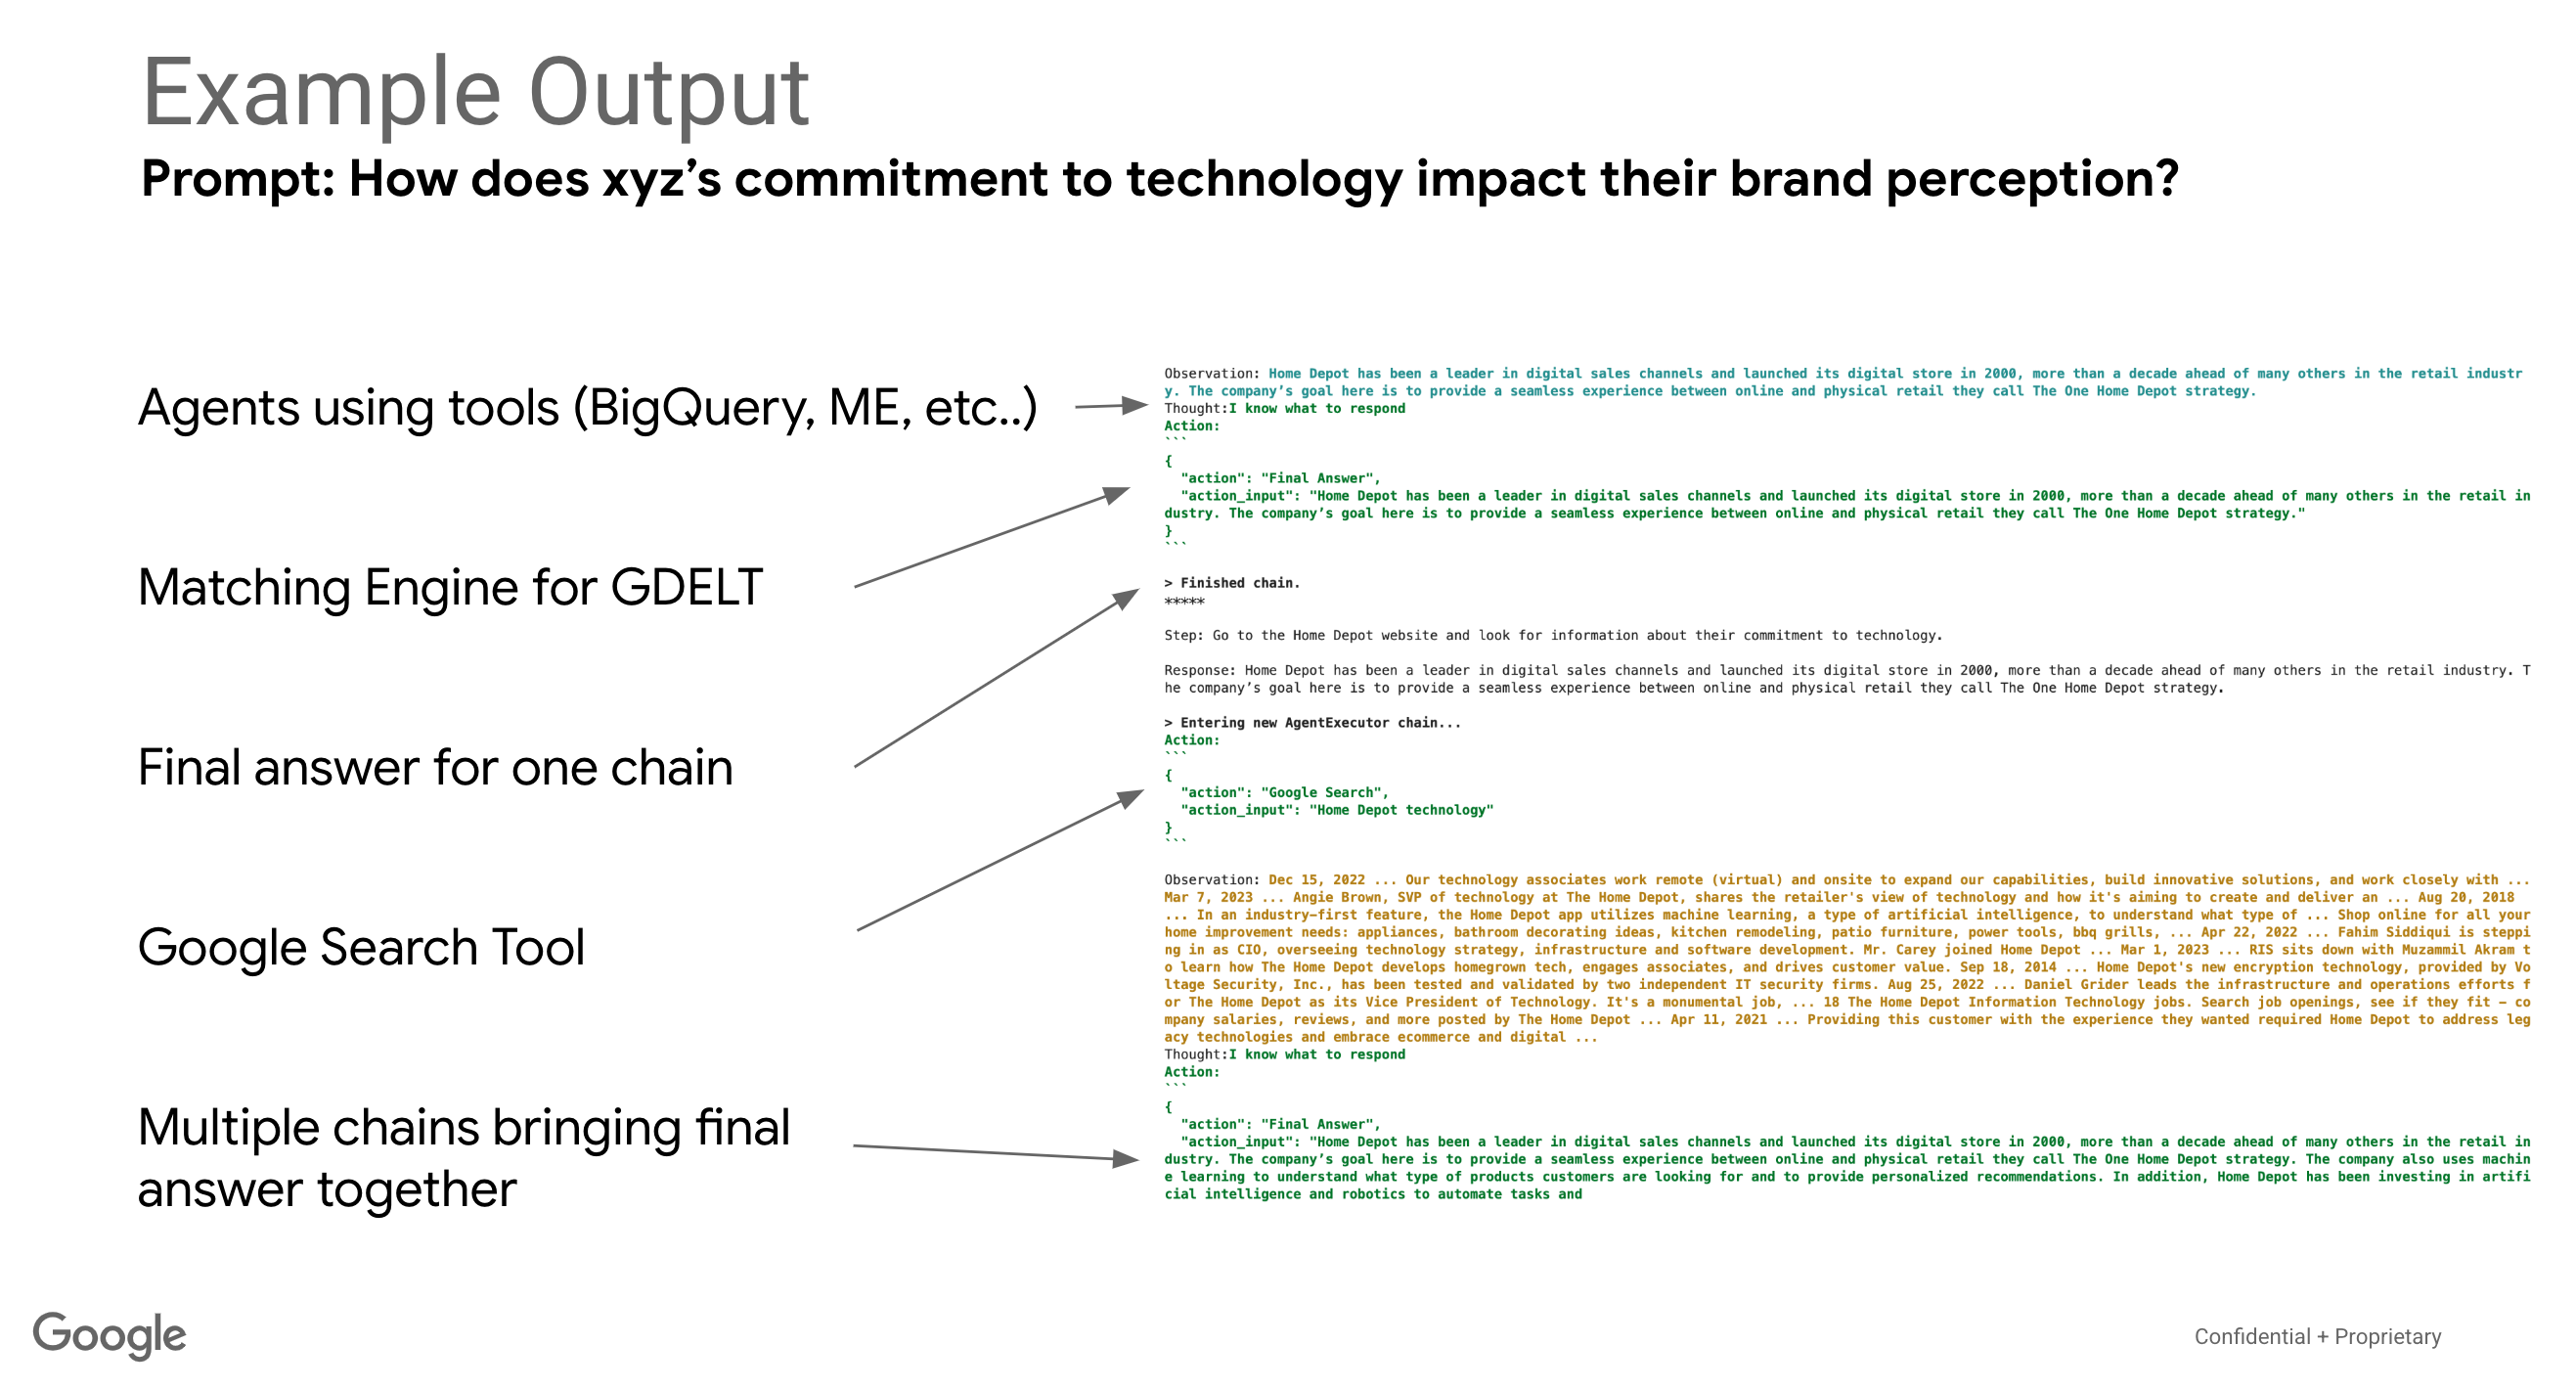 Example Output
Prompt: How does xyz’s commitment to technology impact their brand perception?
Agents using tools (BigQuery, ME, etc..)
Matching Engine for GDELT
Final answer for one chain
Google Search Tool
Multiple chains bringing final
answer together
Observation: Home Depot has been a leader in digital sales channels and launched its digital store in 2000, more than a decade ahead of many others in the retail industr
y. The company’s goal here is to provide a seamless experience between online and physical retail they call The One Home Depot strategy.
Thought:I know what to respond
Action:
```
{
  "action": "Final Answer",
  "action_input": "Home Depot has been a leader in digital sales channels and launched its digital store in 2000, more than a decade ahead of many others in the retail in
dustry. The company’s goal here is to provide a seamless experience between online and physical retail they call The One Home Depot strategy."
}
```
> Finished chain.
*****
Step: Go to the Home Depot website and look for information about their commitment to technology.
Response: Home Depot has been a leader in digital sales channels and launched its digital store in 2000, more than a decade ahead of many others in the retail industry. T
he company’s goal here is to provide a seamless experience between online and physical retail they call The One Home Depot strategy.
> Entering new AgentExecutor chain...
Action:
```
{
  "action": "Google Search",
  "action_input": "Home Depot technology"
}
```
Observation: Dec 15, 2022 ... Our technology associates work remote (virtual) and onsite to expand our capabilities, build innovative solutions, and work closely with ...
Mar 7, 2023 ... Angie Brown, SVP of technology at The Home Depot, shares the retailer's view of technology and how it's aiming to create and deliver an ... Aug 20, 2018
... In an industry-first feature, the Home Depot app utilizes machine learning, a type of artificial intelligence, to understand what type of ... Shop online for all your
home improvement needs: appliances, bathroom decorating ideas, kitchen remodeling, patio furniture, power tools, bbq grills, ... Apr 22, 2022 ... Fahim Siddiqui is steppi
ng in as CIO, overseeing technology strategy, infrastructure and software development. Mr. Carey joined Home Depot ... Mar 1, 2023 ... RIS sits down with Muzammil Akram t
o learn how The Home Depot develops homegrown tech, engages associates, and drives customer value. Sep 18, 2014 ... Home Depot's new encryption technology, provided by Vo
ltage Security, Inc., has been tested and validated by two independent IT security firms. Aug 25, 2022 ... Daniel Grider leads the infrastructure and operations efforts f
or The Home Depot as its Vice President of Technology. It's a monumental job, ... 18 The Home Depot Information Technology jobs. Search job openings, see if they fit - co
mpany salaries, reviews, and more posted by The Home Depot ... Apr 11, 2021 ... Providing this customer with the experience they wanted required Home Depot to address leg
acy technologies and embrace ecommerce and digital ...
Thought:I know what to respond
Action:
```
{
  "action": "Final Answer",
  "action_input": "Home Depot has been a leader in digital sales channels and launched its digital store in 2000, more than a decade ahead of many others in the retail in
dustry. The company’s goal here is to provide a seamless experience between online and physical retail they call The One Home Depot strategy. The company also uses machin
e learning to understand what type of products customers are looking for and to provide personalized recommendations. In addition, Home Depot has been investing in artifi
cial intelligence and robotics to automate tasks and
Google
Confidential + Proprietary